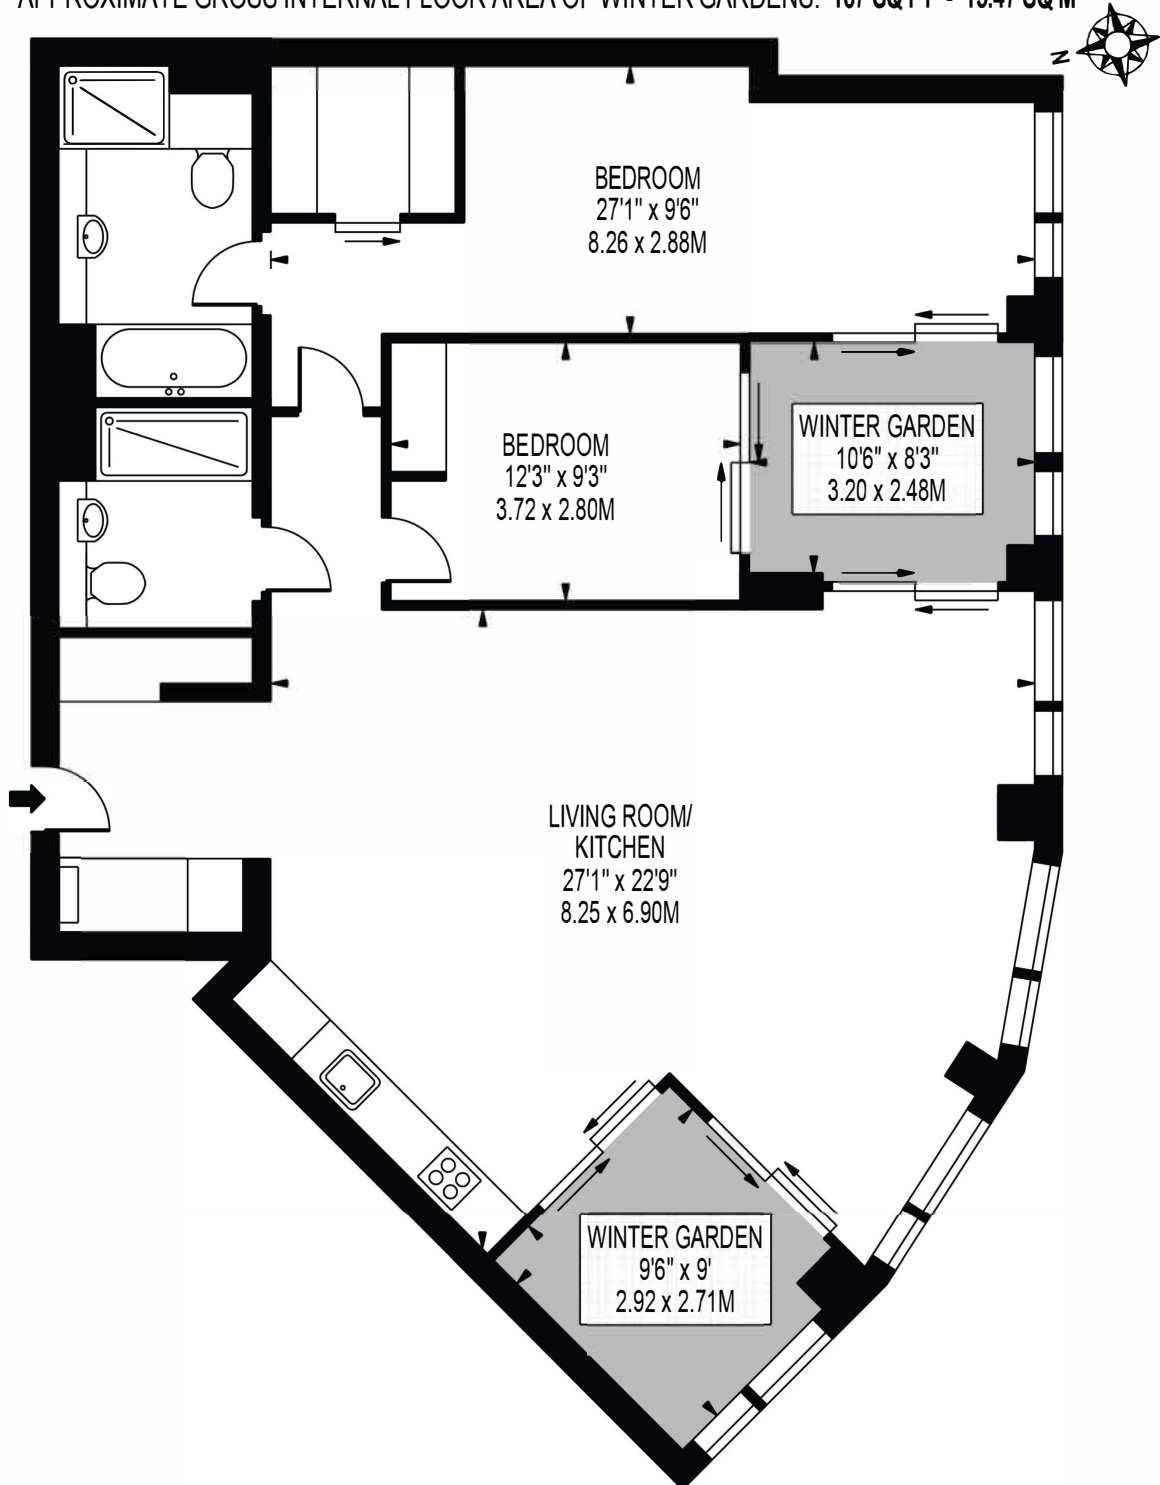 APPROXIMATE GROSS INTERNAL FLOOR AREA OF WINTER GARDENS: 167 SQ FT - 15.47 SQ M
N
BEDROOM
27'1" x 9'6"
8.26 x 2.88M
BEDROOM
12'3" x 9'3"
3.72 x 2.80M
WINTER GARDEN
10'6" x 8'3"
3.20 x 2.48M
LIVING ROOM/
KITCHEN
27'1" x 22'9"
8.25 x 6.90M
WINTER GARDEN
9'6" x 9'
2.92 x 2.71M